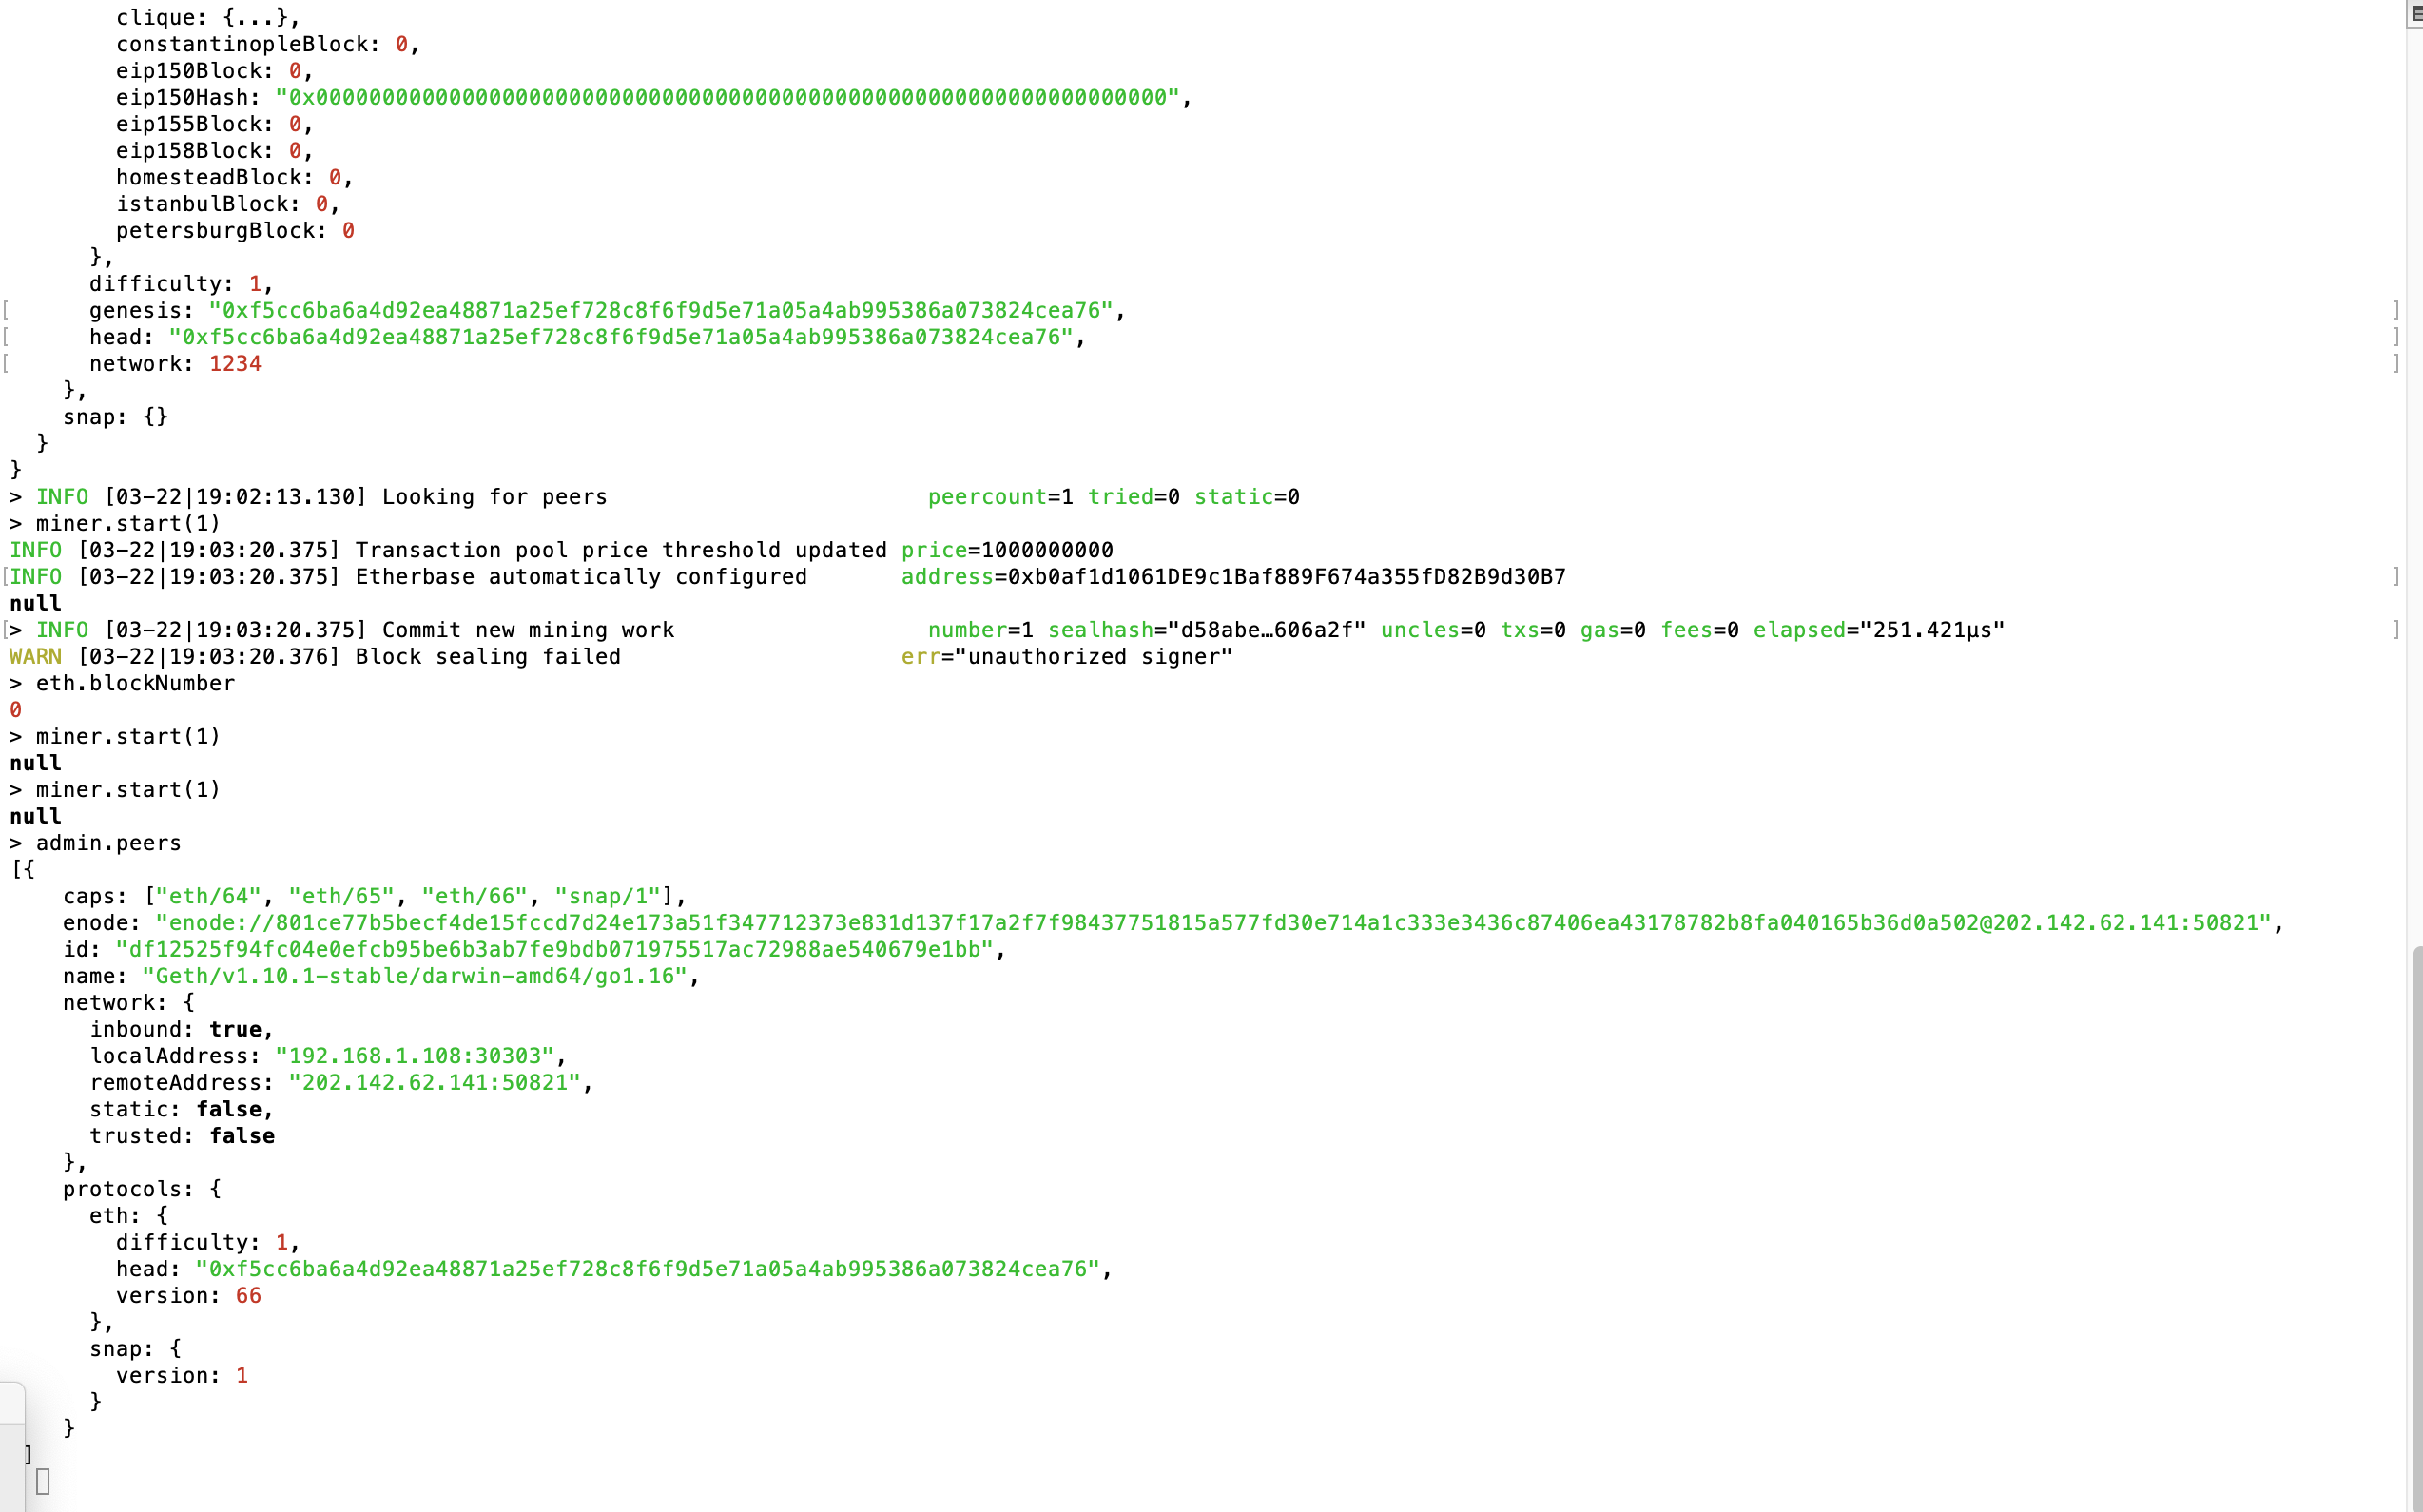 clique: {...},
constantinopleBlock: 0,
eip150Block: 0,
eip150Hash: "0x0000000000000000000000000000000000000000000000000000000000000000",
eip155Block: 0,
eip158Block: 0,
homesteadBlock: 0,
istanbulBlock: 0,
petersburgBlock: 0
},
difficulty: 1,
[ genesis: "0xf5cc6ba6a4d92ea48871a25ef728c8f6f9d5e71a05a4ab995386a073824cea76", ]
[ head: "0xf5cc6ba6a4d92ea48871a25ef728c8f6f9d5e71a05a4ab995386a073824cea76", ]
[ network: 1234 ]
},
snap: {}
}
}
> INFO [03-22|19:02:13.130] Looking for peers peercount=1 tried=0 static=0
> miner.start(1)
INFO [03-22|19:03:20.375] Transaction pool price threshold updated price=1000000000
[INFO [03-22|19:03:20.375] Etherbase automatically configured address=0xb0af1d1061DE9c1Baf889F674a355fD82B9d30B7 ]
null
[> INFO [03-22|19:03:20.375] Commit new mining work number=1 sealhash="d58abe…606a2f" uncles=0 txs=0 gas=0 fees=0 elapsed="251.421µs" ]
WARN [03-22|19:03:20.376] Block sealing failed err="unauthorized signer"
> eth.blockNumber
0
> miner.start(1)
null
> miner.start(1)
null
> admin.peers
[{
caps: ["eth/64", "eth/65", "eth/66", "snap/1"],
enode: "enode://801ce77b5becf4de15fccd7d24e173a51f347712373e831d137f17a2f7f98437751815a577fd30e714a1c333e3436c87406ea43178782b8fa040165b36d0a502@202.142.62.141:50821",
id: "df12525f94fc04e0efcb95be6b3ab7fe9bdb071975517ac72988ae540679e1bb",
name: "Geth/v1.10.1-stable/darwin-amd64/go1.16",
network: {
inbound: true,
localAddress: "192.168.1.108:30303",
remoteAddress: "202.142.62.141:50821",
static: false,
trusted: false
},
protocols: {
eth: {
difficulty: 1,
head: "0xf5cc6ba6a4d92ea48871a25ef728c8f6f9d5e71a05a4ab995386a073824cea76",
version: 66
},
snap: {
version: 1
}
}
]